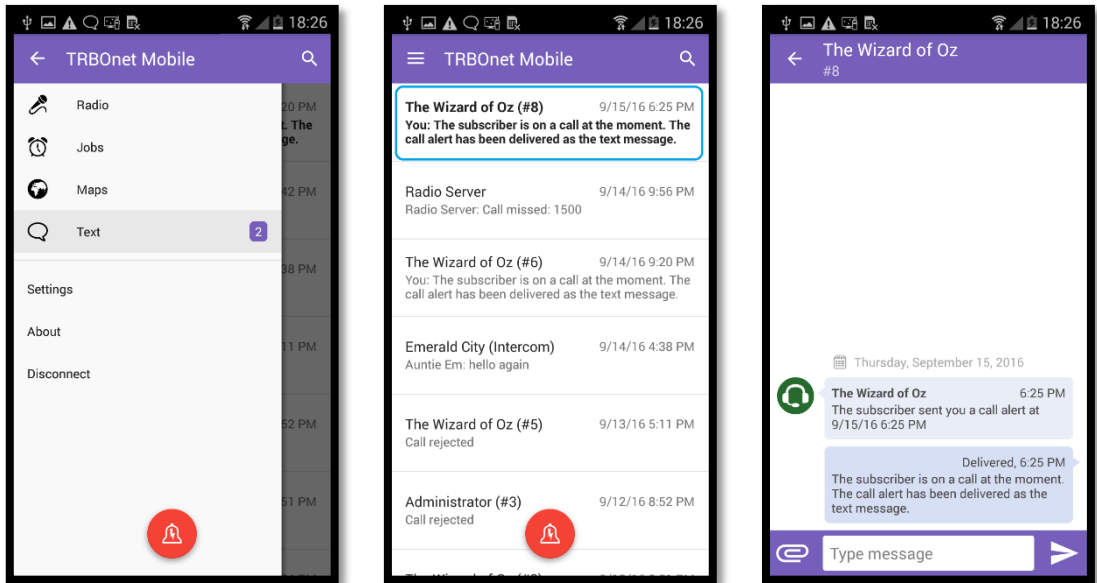 18:26
TRBOnet Mobile
Radio
Jobs
Maps
Text
2
Settings
About
Disconnect
20 PM
t. The
ge.
42 PM
38 PM
11 PM
52 PM
51 PM
18:26
TRBOnet Mobile
The Wizard of Oz (#8) 9/15/16 6:25 PM
You: The subscriber is on a call at the moment. The
call alert has been delivered as the text message.
Radio Server 9/14/16 9:56 PM
Radio Server: Call missed: 1500
The Wizard of Oz (#6) 9/14/16 9:20 PM
You: The subscriber is on a call at the moment. The
call alert has been delivered as the text message.
Emerald City (Intercom) 9/14/16 4:38 PM
Auntie Em: hello again
The Wizard of Oz (#5) 9/13/16 5:11 PM
Call rejected
Administrator (#3) 9/12/16 8:52 PM
Call rejected
18:26
The Wizard of Oz
#8
Thursday, September 15, 2016
The Wizard of Oz 6:25 PM
The subscriber sent you a call alert at
9/15/16 6:25 PM
Delivered, 6:25 PM
The subscriber is on a call at the moment.
The call alert has been delivered as the
text message.
Type message